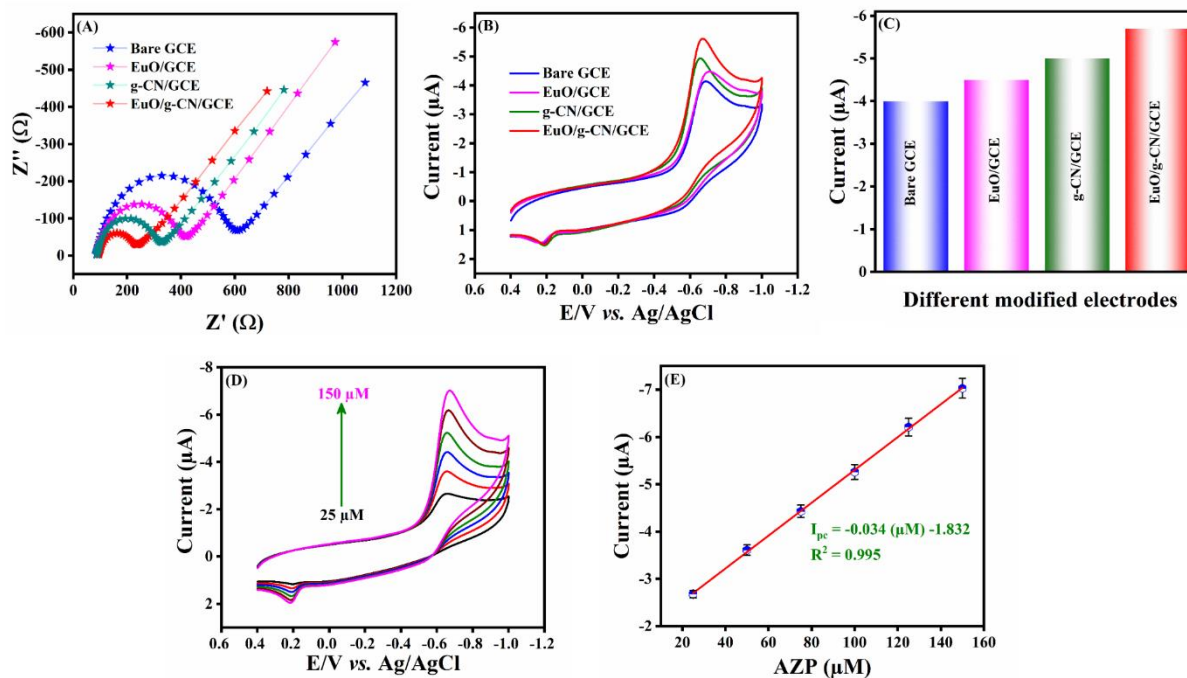 (A)
Bare GCE
EuO/GCE
g-CN/GCE
EuO/g-CN/GCE
-600
-500
-400
-300
-200
-100
0
Z'' (Ω)
0 200 400 600 800 1000 1200
Z' (Ω)
(B)
Bare GCE
EuO/GCE
g-CN/GCE
EuO/g-CN/GCE
-6
-5
-4
-3
-2
-1
0
1
2
Current (μA)
0.4 0.2 0.0 -0.2 -0.4 -0.6 -0.8 -1.0 -1.2
E/V vs. Ag/AgCl
(C)
-6
-5
-4
-3
-2
-1
0
Current (μA)
Bare GCE
EuO/GCE
g-CN/GCE
EuO/g-CN/GCE
Different modified electrodes
(D)
150 μM
25 μM
-8
-6
-4
-2
0
2
Current (μA)
0.4 0.2 0.0 -0.2 -0.4 -0.6 -0.8 -1.0 -1.2
E/V vs. Ag/AgCl
(E)
-7
-6
-5
-4
-3
-2
Current (μA)
I_pc = -0.034 (μM) -1.832
R² = 0.995
20 40 60 80 100 120 140 160
AZP (μM)